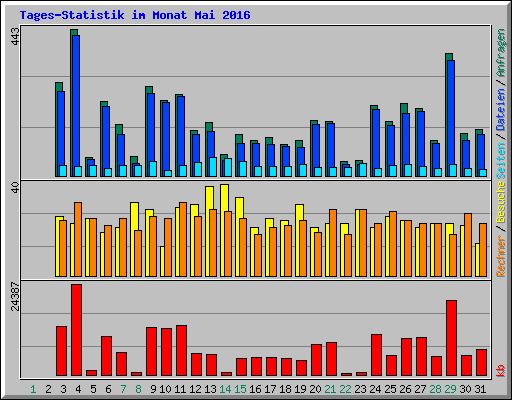 Tages-Statistik im Monat Mai 2016
443
40
24387
Rechner / Besuche Seiten / Dateien / Anfragen
kb
1 2 3 4 5 6 7 8 9 10 11 12 13 14 15 16 17 18 19 20 21 22 23 24 25 26 27 28 29 30 31